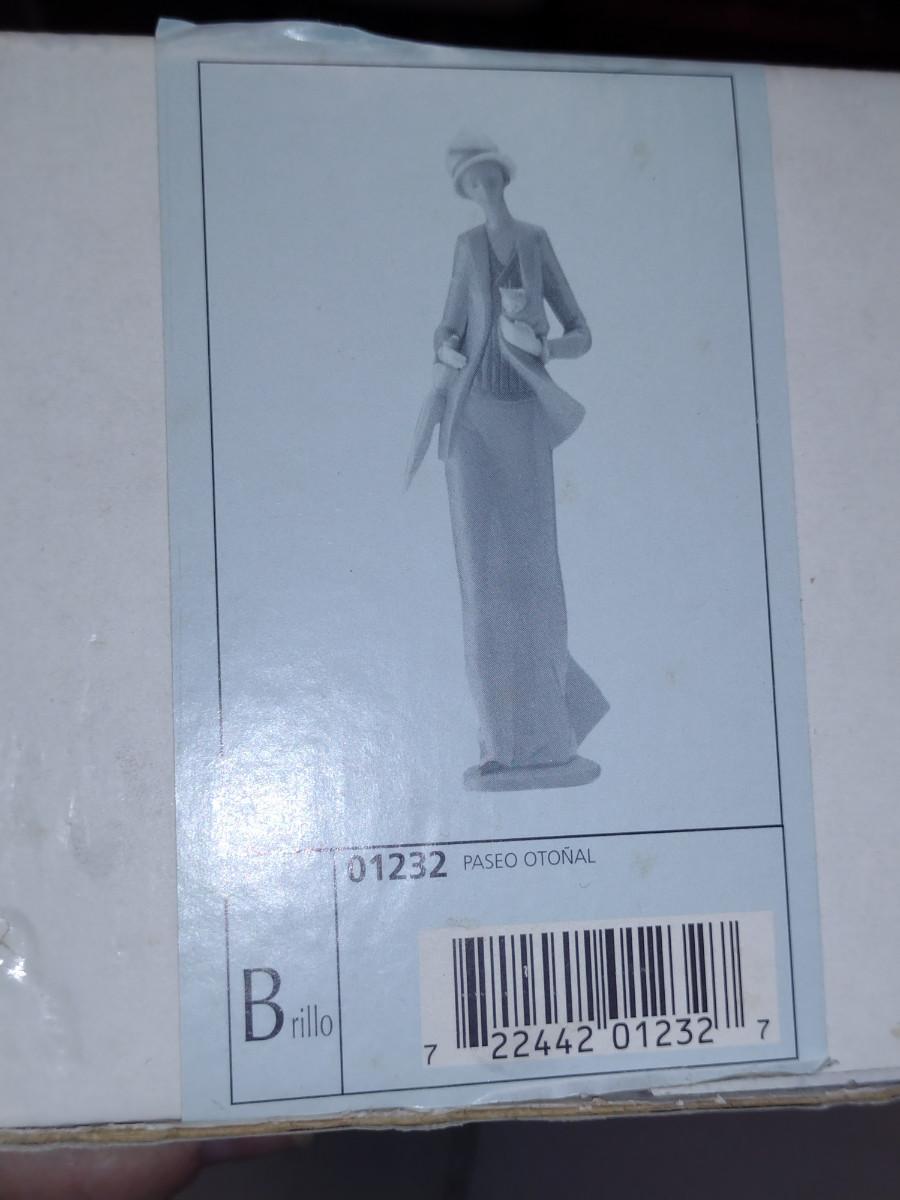 01232 PASEO OTOÑAL
Brillo
7 22442 01232 7